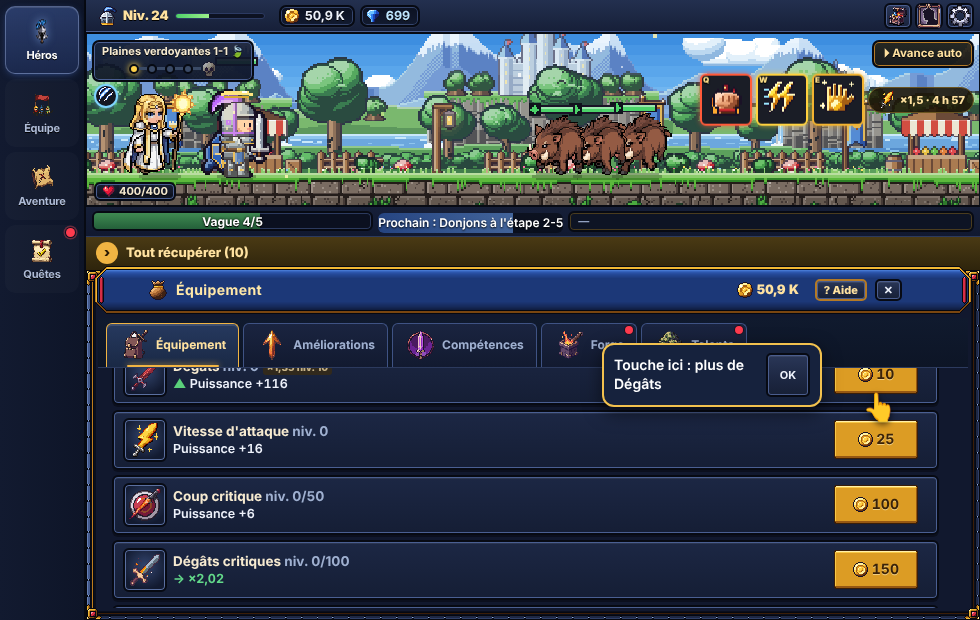 Niv. 24
50,9 K
699
Héros
Équipe
Aventure
Quêtes
Plaines verdoyantes 1-1
Avance auto
Q
W
E
×1,5 · 4 h 57
400/400
Vague 4/5
Prochain : Donjons à l'étape 2-5
—
Tout récupérer (10)
Équipement
50,9 K
? Aide
×
Équipement
Améliorations
Compétences
Touche ici : plus de
Dégâts
OK
Dégâts niv. 0
Puissance +116
10
Vitesse d'attaque niv. 0
Puissance +16
25
Coup critique niv. 0/50
Puissance +6
100
Dégâts critiques niv. 0/100
→ ×2,02
150